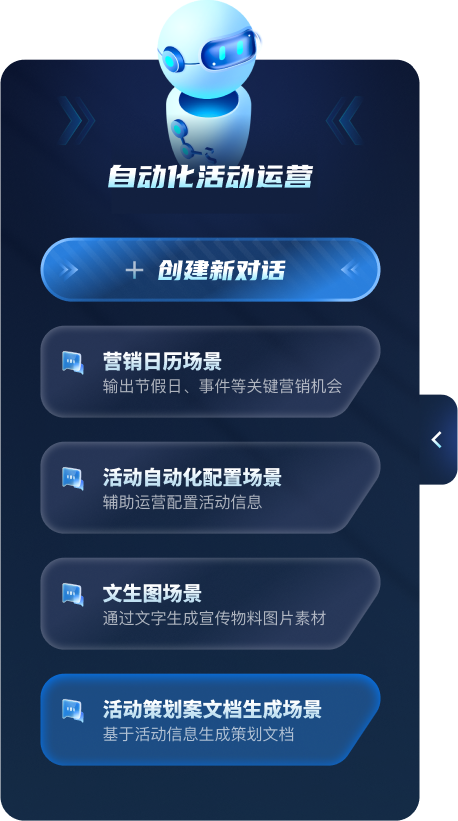 自动化活动运营
+ 创建新对话
营销日历场景
输出节假日、事件等关键营销机会
活动自动化配置场景
辅助运营配置活动信息
文生图场景
通过文字生成宣传物料图片素材
活动策划案文档生成场景
基于活动信息生成策划文档